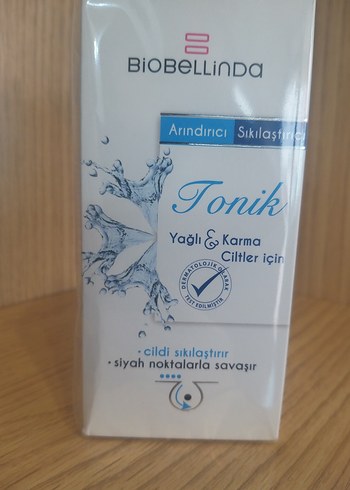 BIOBELLINDA
Arındırıcı Sıkılaştırıcı
Tonik
Yağlı & Karma
Ciltler için
DERMATOLOJİK OLARAK
TEST EDİLMİŞTİR
•cildi sıkılaştırır
•siyah noktalarla savaşır